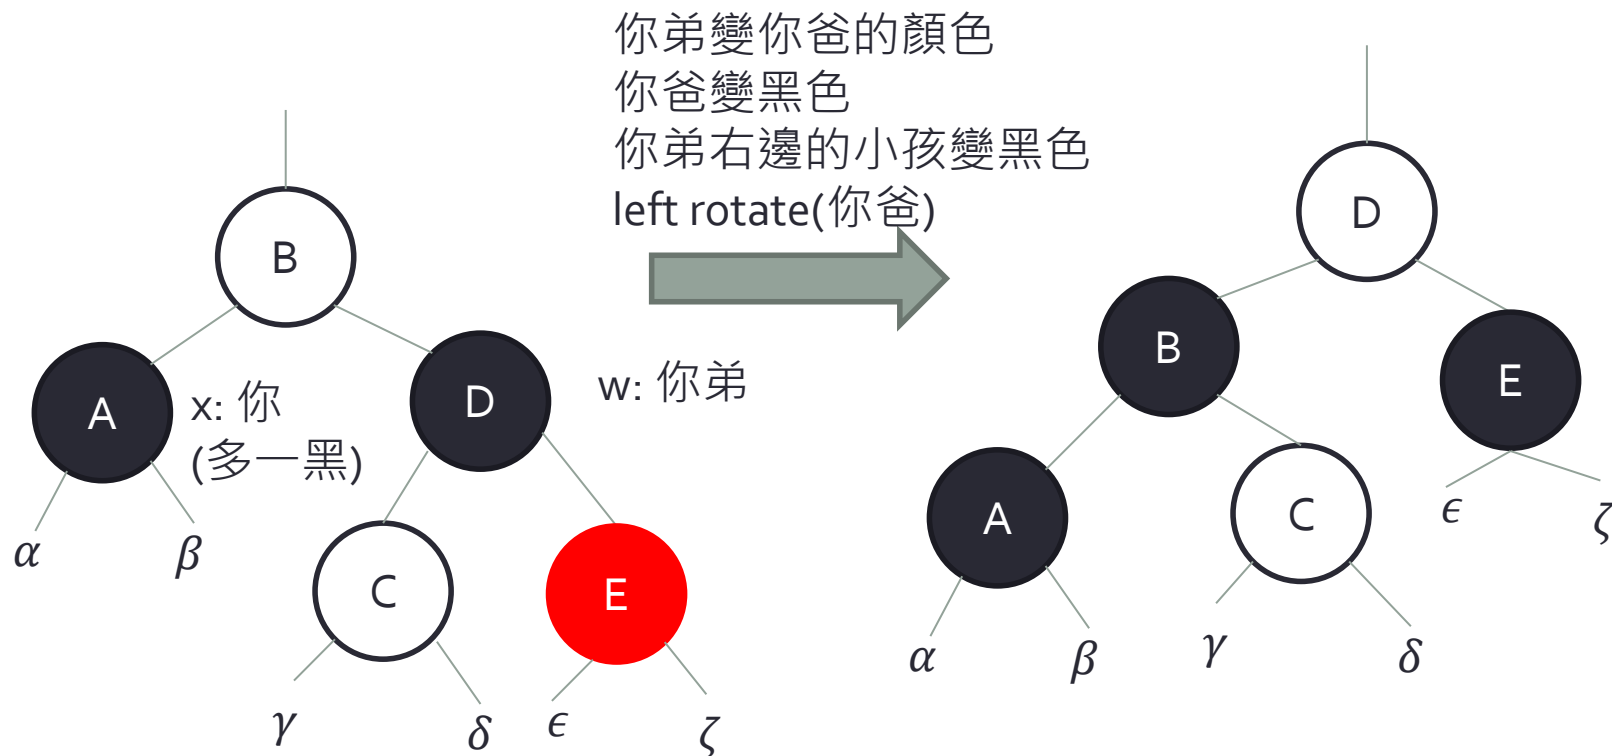 你弟變你爸的顏色
你爸變黑色
你弟右邊的小孩變黑色
left rotate(你爸)
B
A
x: 你
(多一黑)
D
w: 你弟
C
E
α
β
γ
δ
ϵ
ζ
D
B
E
A
C
ϵ
ζ
α
β
γ
δ